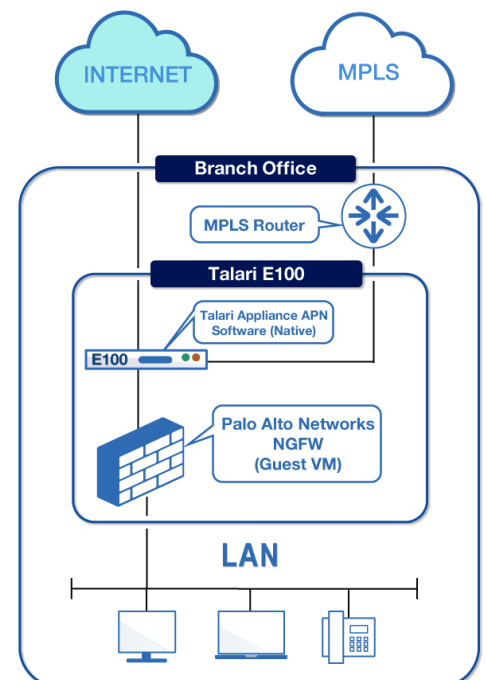 INTERNET
MPLS
Branch Office
MPLS Router
Talari E100
Talari Appliance APN
Software (Native)
E100
Palo Alto Networks
NGFW
(Guest VM)
LAN